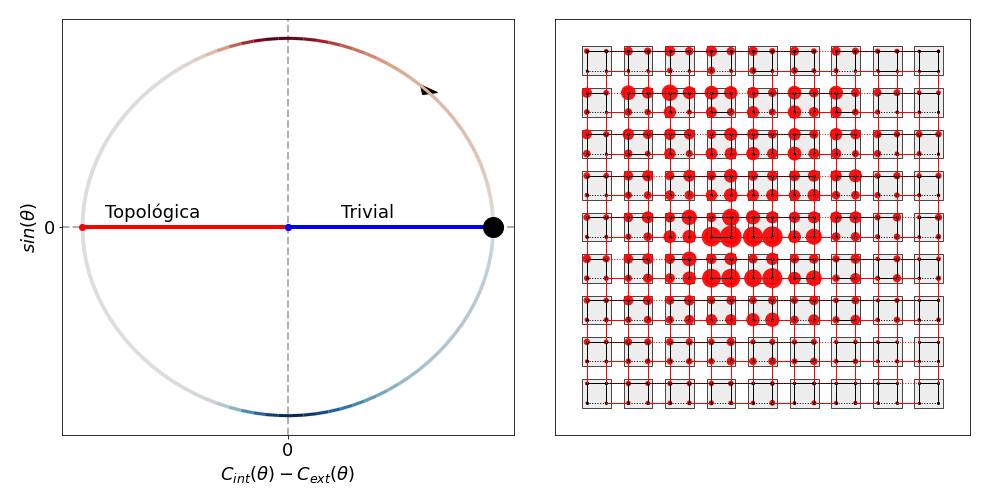 Topológica
Trivial
sin(θ)
0
0
C_int(θ) − C_ext(θ)